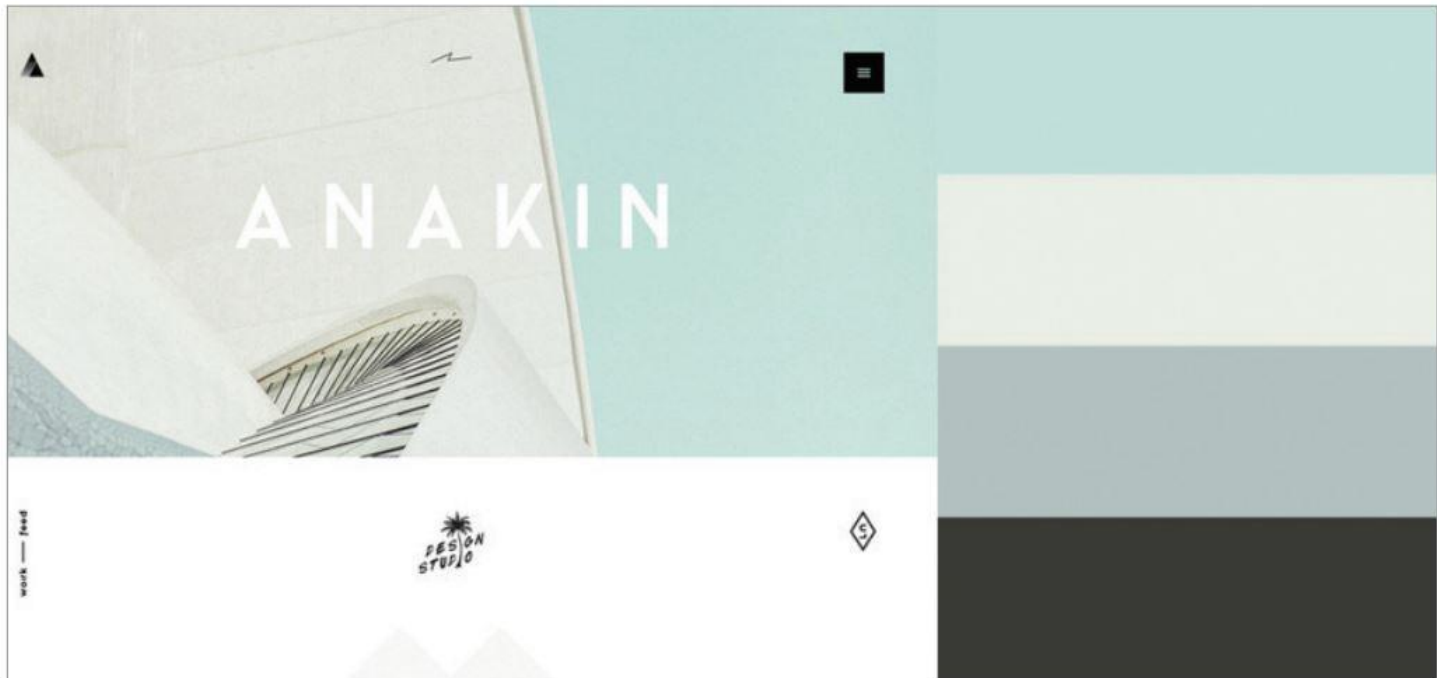 ANAKIN
work — feed
DESIGN
STUDIO
S